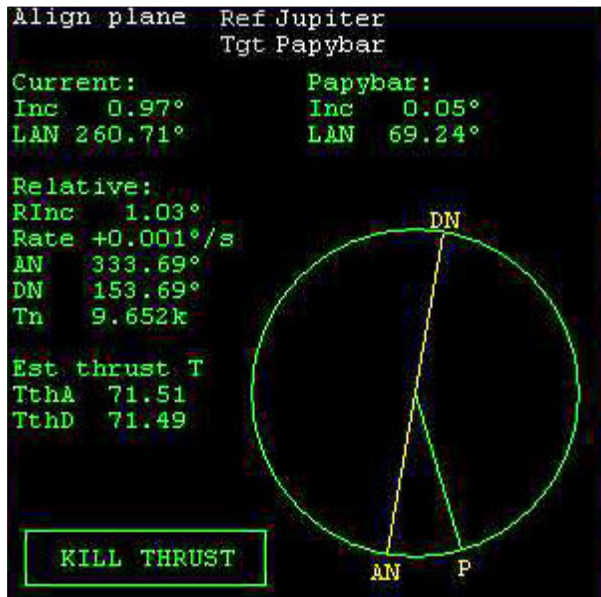 Align plane Ref Jupiter
Tgt Papybar
Current: Papybar:
Inc 0.97° Inc 0.05°
LAN 260.71° LAN 69.24°
Relative:
RInc 1.03°
Rate +0.001°/s
AN 333.69°
DN 153.69°
Tn 9.652k
Est thrust T
TthA 71.51
TthD 71.49
DN
AN P
KILL THRUST